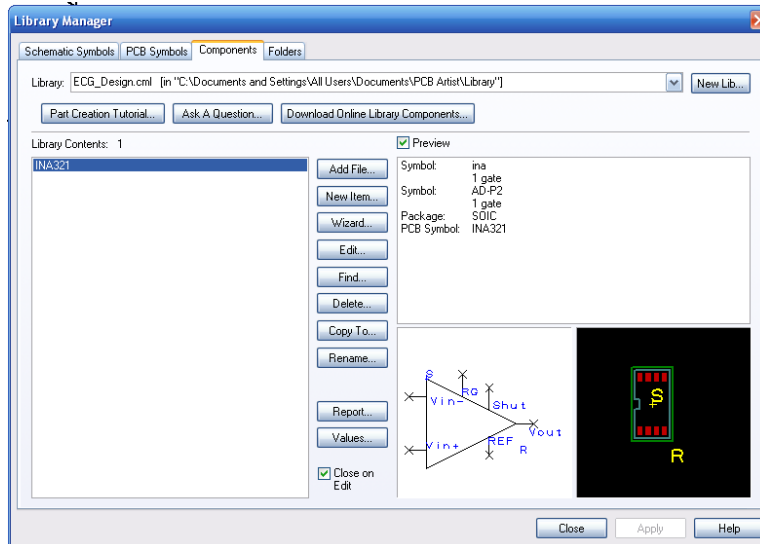 Library Manager
Schematic Symbols PCB Symbols Components Folders
Library: ECG_Design.cml [in "C:\Documents and Settings\All Users\Documents\PCB Artist\Library"] New Lib...
Part Creation Tutorial... Ask A Question... Download Online Library Components...
Library Contents: 1
Preview
INA321
Add File...
New Item...
Wizard...
Edit...
Find...
Delete...
Copy To...
Rename...
Report...
Values...
Close on
Edit
Symbol: ina
1 gate
Symbol: AD-P2
1 gate
Package: SOIC
PCB Symbol: INA321
S
RG
Vin-
Shut
Vout
Vin+
REF
R
S
R
Close Apply Help